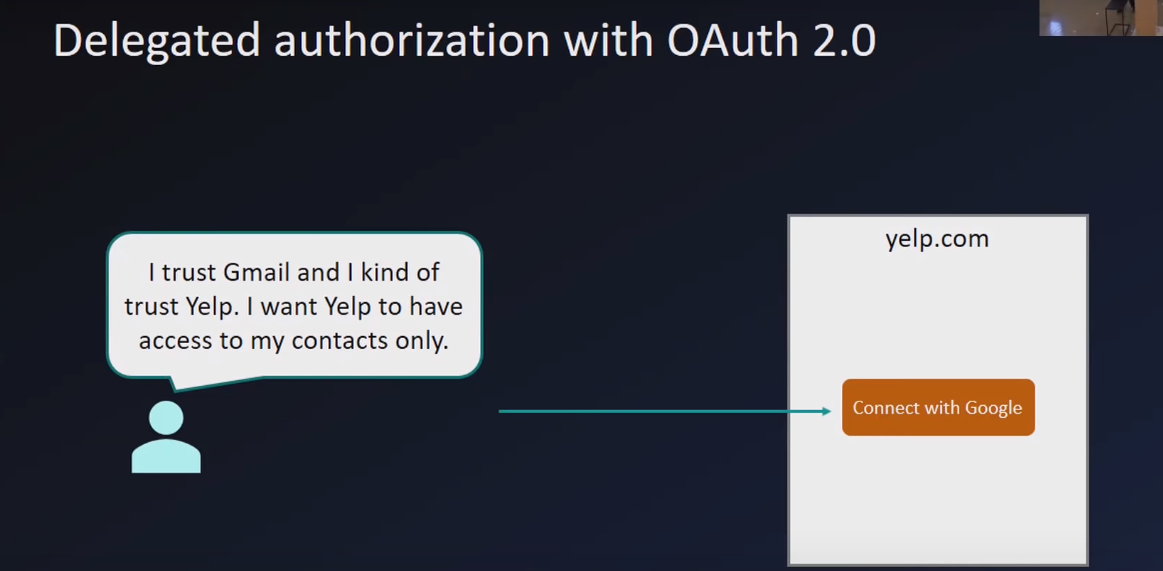 Delegated authorization with OAuth 2.0
I trust Gmail and I kind of
trust Yelp. I want Yelp to have
access to my contacts only.
yelp.com
Connect with Google